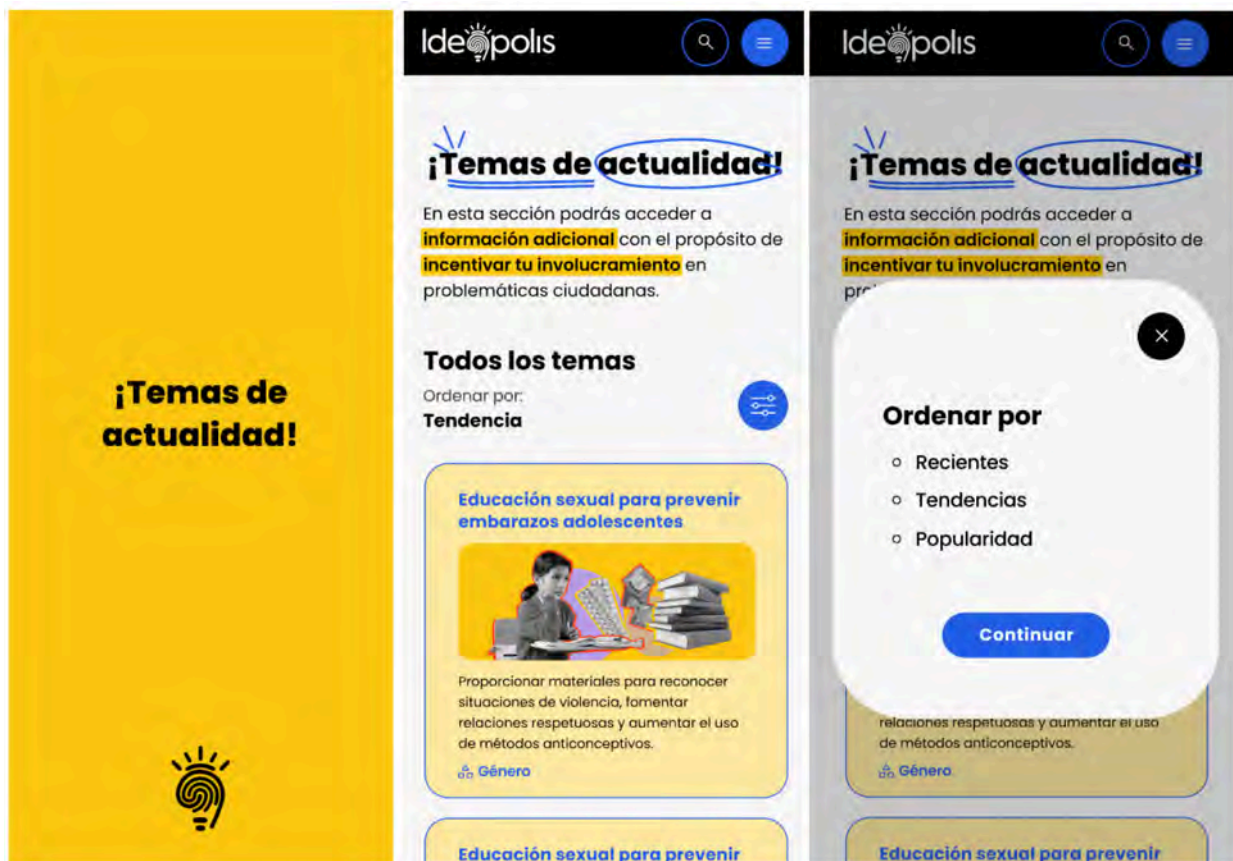 ¡Temas de
actualidad!
Ideopolis
¡Temas de actualidad!
En esta sección podrás acceder a
información adicional con el propósito de
incentivar tu involucramiento en
problemáticas ciudadanas.
Todos los temas
Ordenar por:
Tendencia
Educación sexual para prevenir
embarazos adolescentes
Proporcionar materiales para reconocer
situaciones de violencia, fomentar
relaciones respetuosas y aumentar el uso
de métodos anticonceptivos.
Género
Educación sexual para prevenir
Ideopolis
¡Temas de actualidad!
En esta sección podrás acceder a
información adicional con el propósito de
incentivar tu involucramiento en
Ordenar por
Recientes
Tendencias
Popularidad
Continuar
relaciones respetuosas y aumentar el uso
de métodos anticonceptivos.
Género
Educación sexual para prevenir